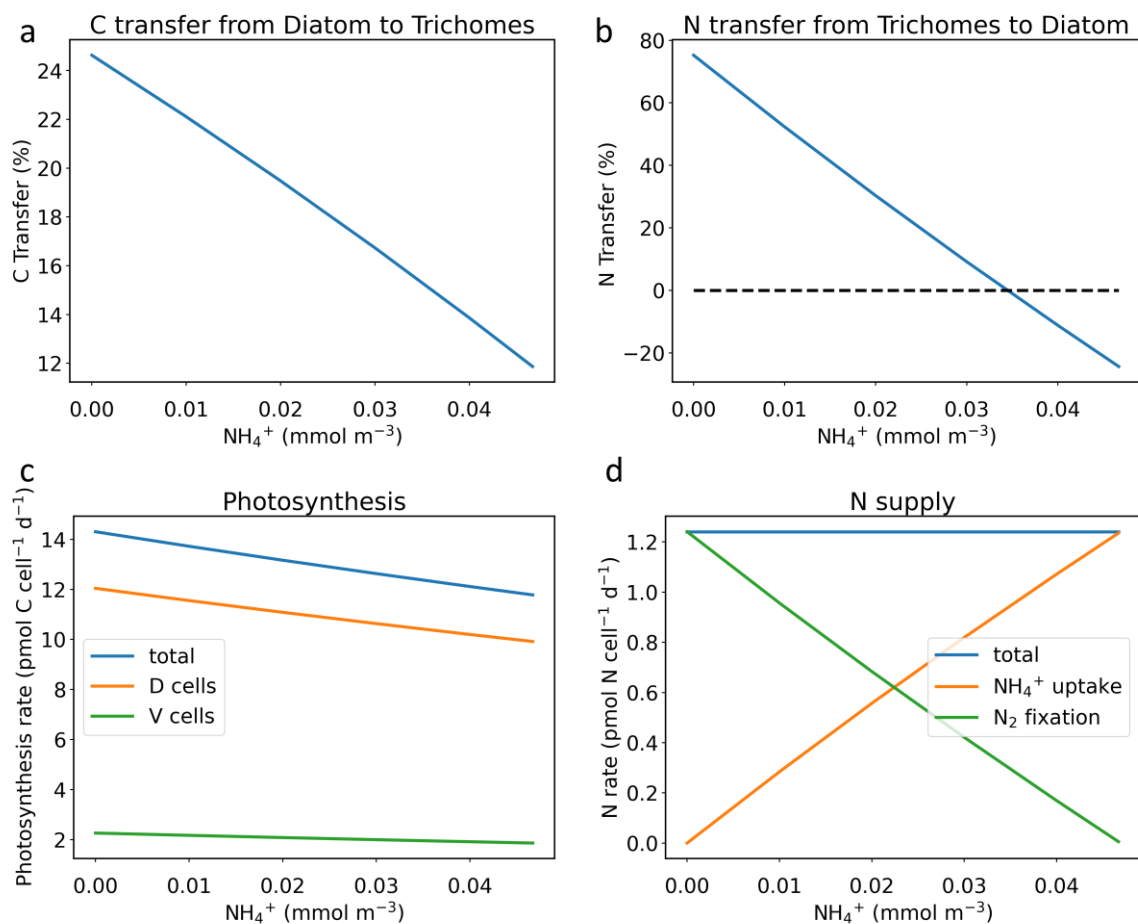 a
C transfer from Diatom to Trichomes
C Transfer (%)
24
22
20
18
16
14
12
0.00 0.01 0.02 0.03 0.04
NH₄⁺ (mmol m⁻³)
b
N transfer from Trichomes to Diatom
N Transfer (%)
80
60
40
20
0
−20
0.00 0.01 0.02 0.03 0.04
NH₄⁺ (mmol m⁻³)
c
Photosynthesis
Photosynthesis rate (pmol C cell⁻¹ d⁻¹)
14
12
10
8
6
4
2
total
D cells
V cells
0.00 0.01 0.02 0.03 0.04
NH₄⁺ (mmol m⁻³)
d
N supply
N rate (pmol N cell⁻¹ d⁻¹)
1.2
1.0
0.8
0.6
0.4
0.2
0.0
total
NH₄⁺ uptake
N₂ fixation
0.00 0.01 0.02 0.03 0.04
NH₄⁺ (mmol m⁻³)